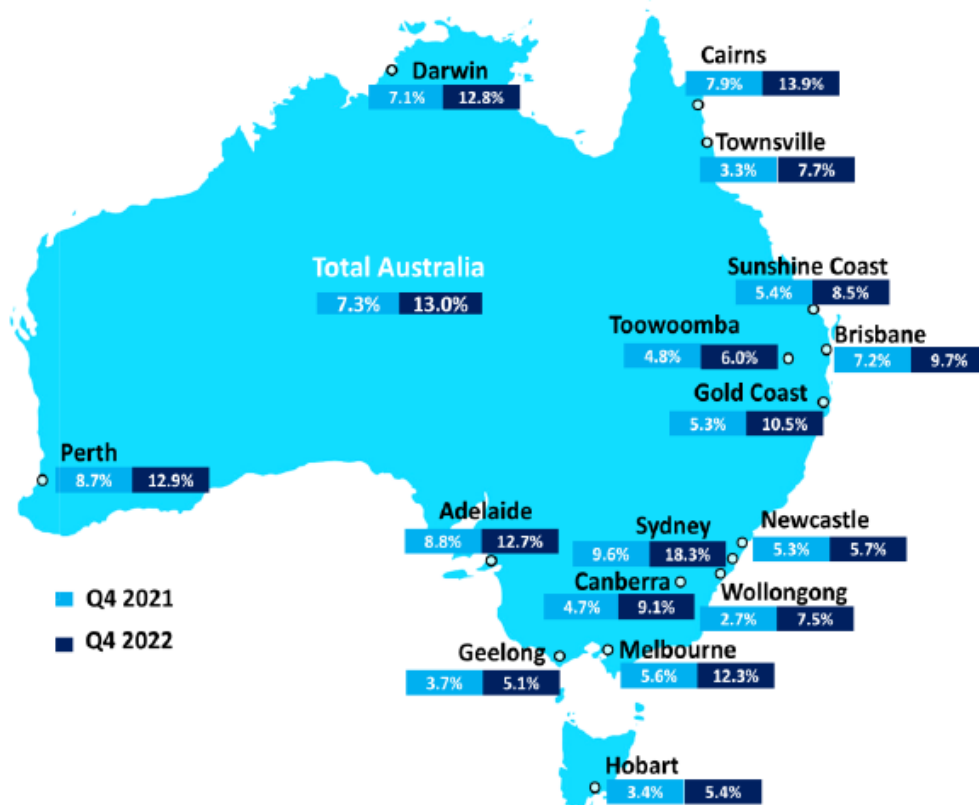 Darwin
7.1% 12.8%
Cairns
7.9% 13.9%
Townsville
3.3% 7.7%
Total Australia
7.3% 13.0%
Sunshine Coast
5.4% 8.5%
Toowoomba
4.8% 6.0%
Brisbane
7.2% 9.7%
Gold Coast
5.3% 10.5%
Perth
8.7% 12.9%
Adelaide
8.8% 12.7%
Sydney
9.6% 18.3%
Newcastle
5.3% 5.7%
Canberra
4.7% 9.1%
Wollongong
2.7% 7.5%
Q4 2021
Q4 2022
Geelong
3.7% 5.1%
Melbourne
5.6% 12.3%
Hobart
3.4% 5.4%